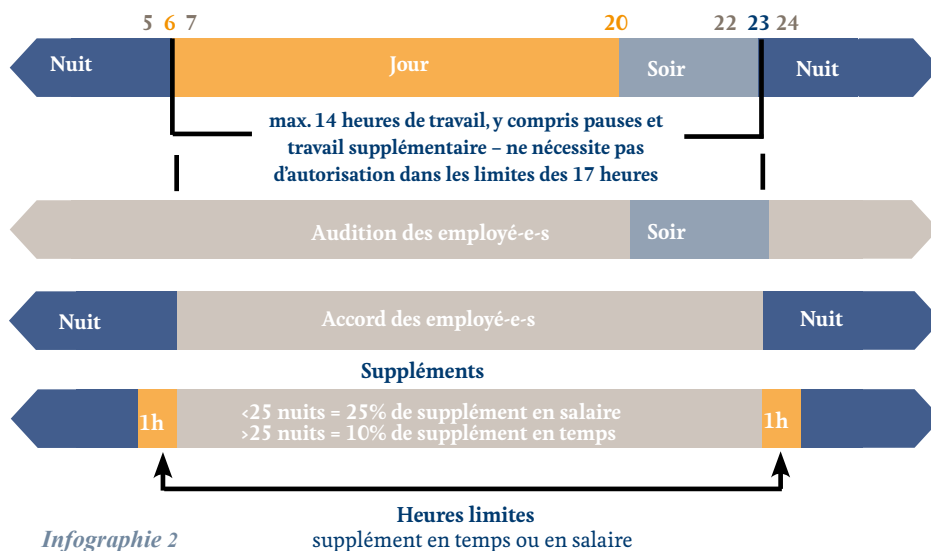 5 6 7 20 22 23 24
Nuit Jour Soir Nuit
max. 14 heures de travail, y compris pauses et
travail supplémentaire – ne nécessite pas
d'autorisation dans les limites des 17 heures
Audition des employé-e-s Soir
Nuit Accord des employé-e-s Nuit
Suppléments
1h <25 nuits = 25% de supplément en salaire 1h
>25 nuits = 10% de supplément en temps
Heures limites
Infographie 2 supplément en temps ou en salaire